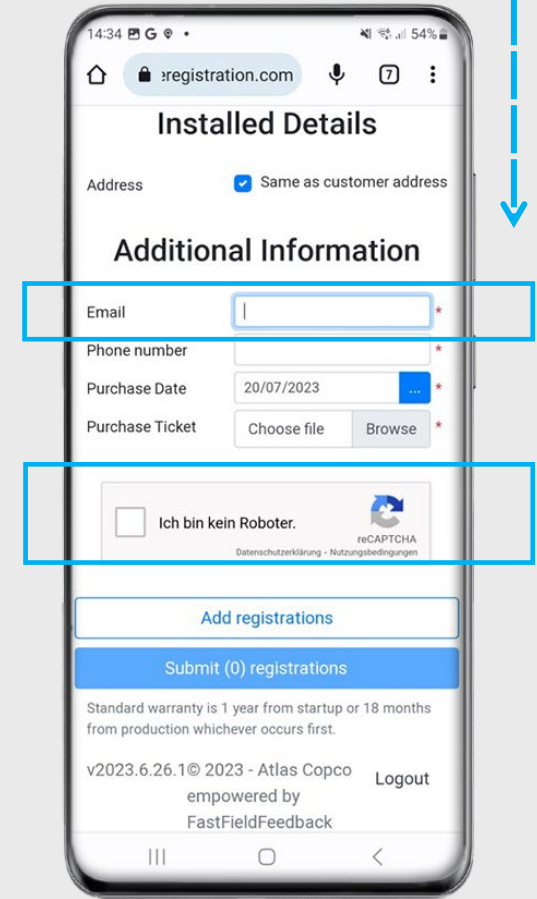 14:34
54%
:registration.com
7
Installed Details
Address
Same as customer address
Additional Information
Email
*
Phone number
*
Purchase Date
20/07/2023
...
*
Purchase Ticket
Choose file
Browse
*
Ich bin kein Roboter.
reCAPTCHA
Datenschutzerklärung - Nutzungsbedingungen
Add registrations
Submit (0) registrations
Standard warranty is 1 year from startup or 18 months
from production whichever occurs first.
v2023.6.26.1© 2023 - Atlas Copco
empowered by
FastFieldFeedback
Logout